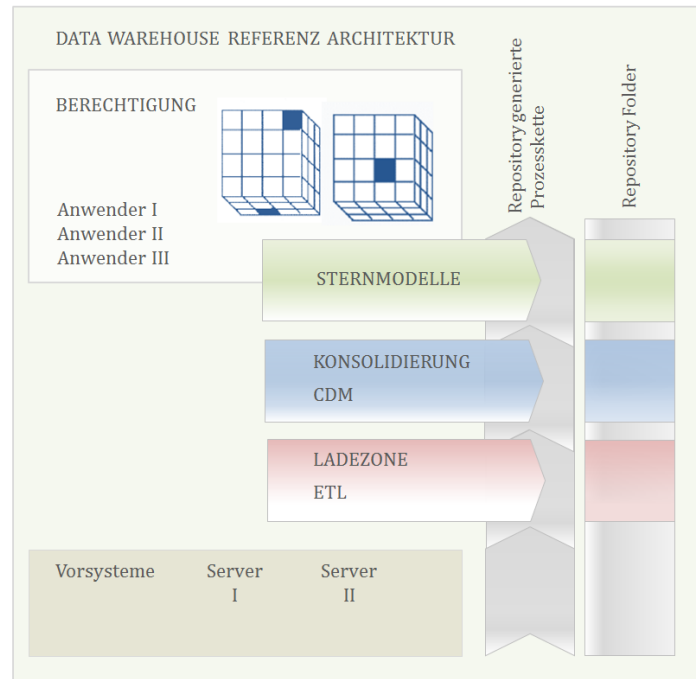 DATA WAREHOUSE REFERENZ ARCHITEKTUR
BERECHTIGUNG
Anwender I
Anwender II
Anwender III
STERNMODELLE
KONSOLIDIERUNG
CDM
LADEZONE
ETL
Vorsysteme
Server
I
Server
II
Repository generierte
Prozesskette
Repository Folder